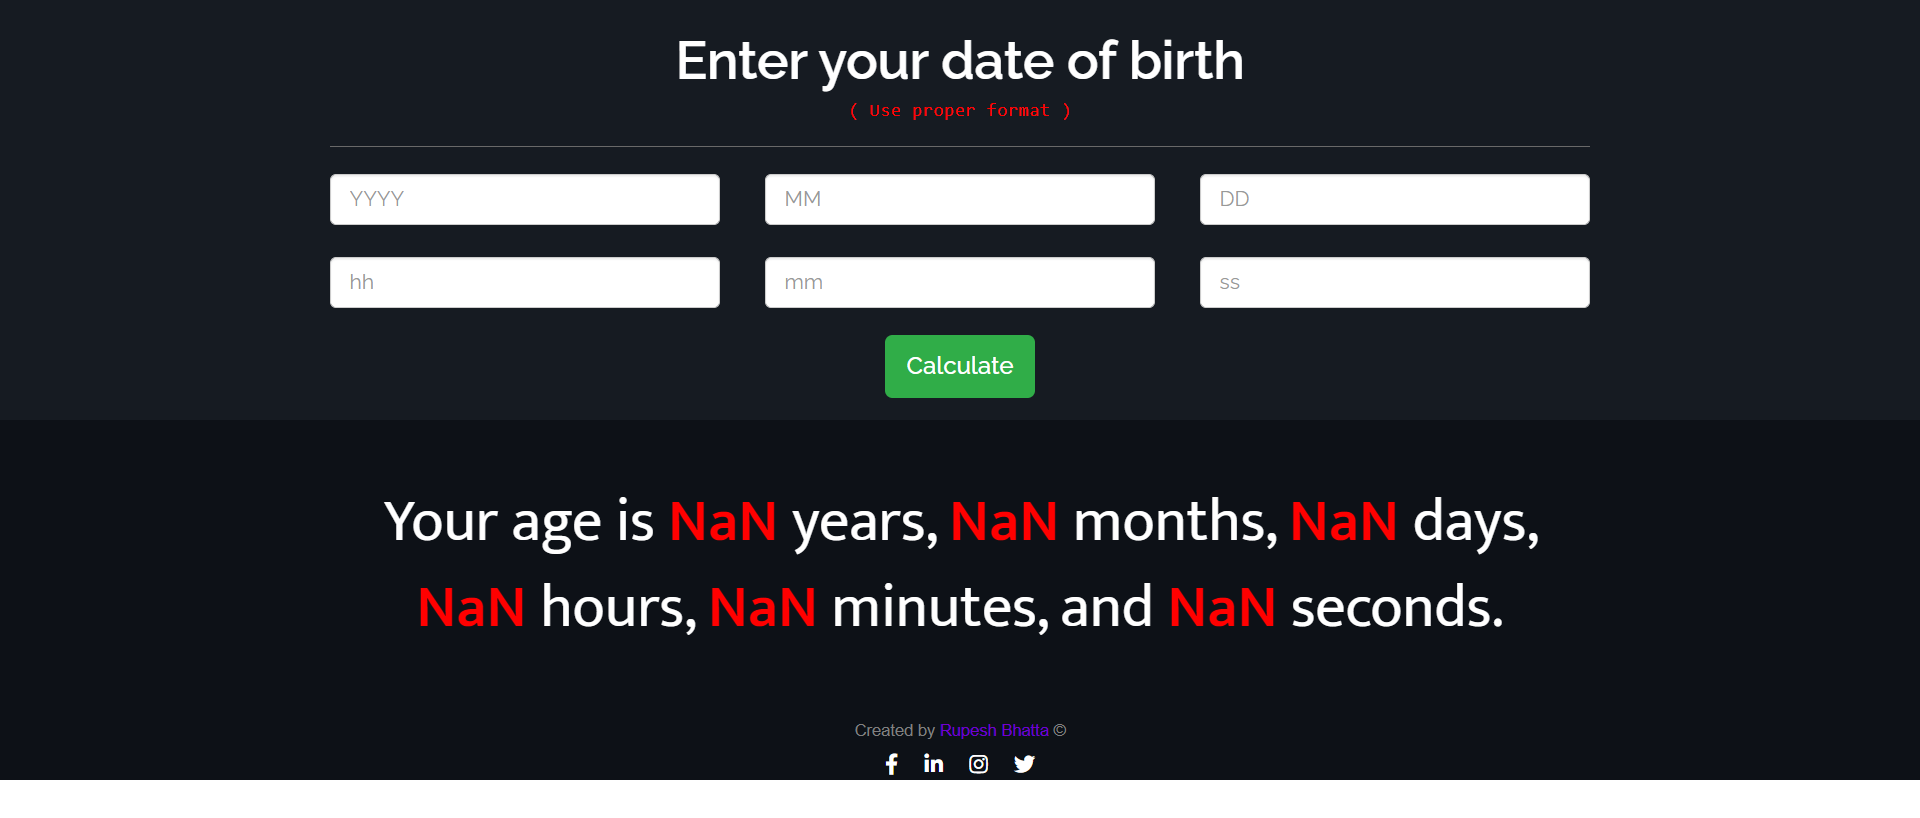 Enter your date of birth
( Use proper format )
YYYY MM DD
hh mm ss
Calculate
Your age is NaN years, NaN months, NaN days,
NaN hours, NaN minutes, and NaN seconds.
Created by Rupesh Bhatta ©